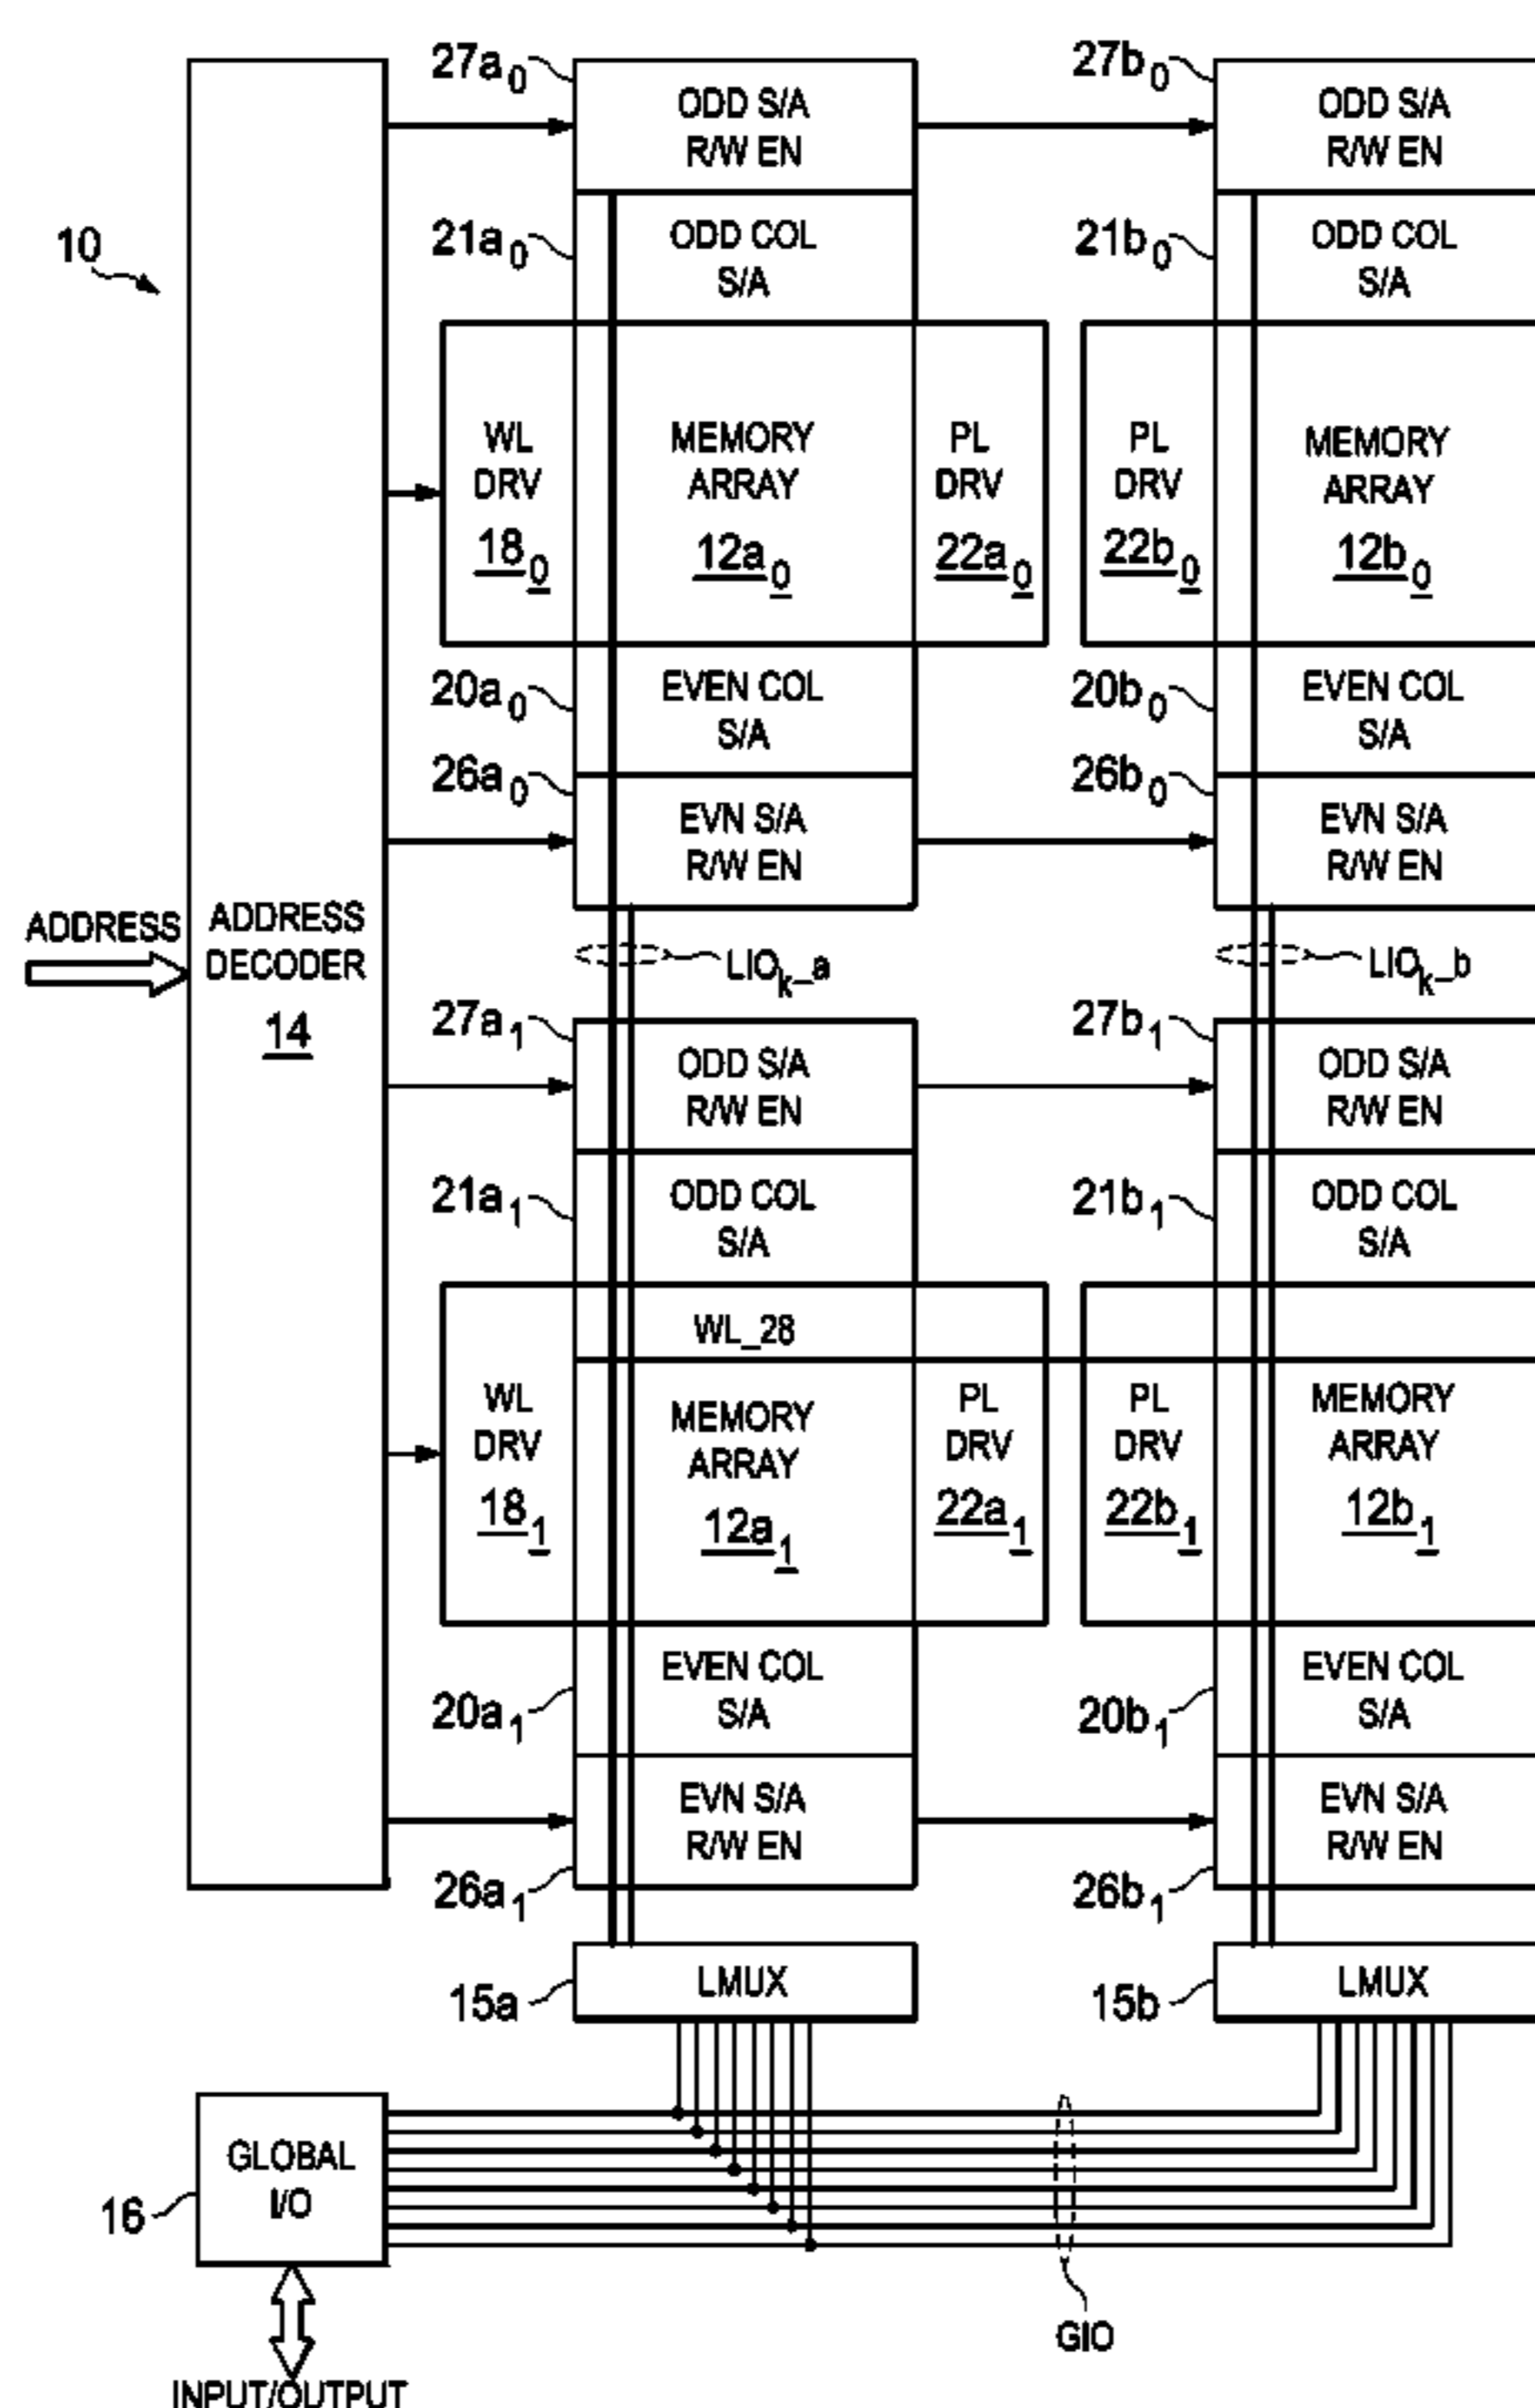 27a0
27b0
ODD S/A
R/W EN
ODD S/A
R/W EN
10
21a0
ODD COL
S/A
21b0
ODD COL
S/A
WL
DRV
180
MEMORY
ARRAY
12a0
PL
DRV
22a0
PL
DRV
22b0
MEMORY
ARRAY
12b0
20a0
EVEN COL
S/A
20b0
EVEN COL
S/A
26a0
EVN S/A
R/W EN
26b0
EVN S/A
R/W EN
ADDRESS
ADDRESS
DECODER
14
LIOk_a
LIOk_b
27a1
ODD S/A
R/W EN
27b1
ODD S/A
R/W EN
21a1
ODD COL
S/A
21b1
ODD COL
S/A
WL_28
WL
DRV
181
MEMORY
ARRAY
12a1
PL
DRV
22a1
PL
DRV
22b1
MEMORY
ARRAY
12b1
20a1
EVEN COL
S/A
20b1
EVEN COL
S/A
26a1
EVN S/A
R/W EN
26b1
EVN S/A
R/W EN
15a
LMUX
15b
LMUX
16
GLOBAL
I/O
GIO
INPUT/OUTPUT